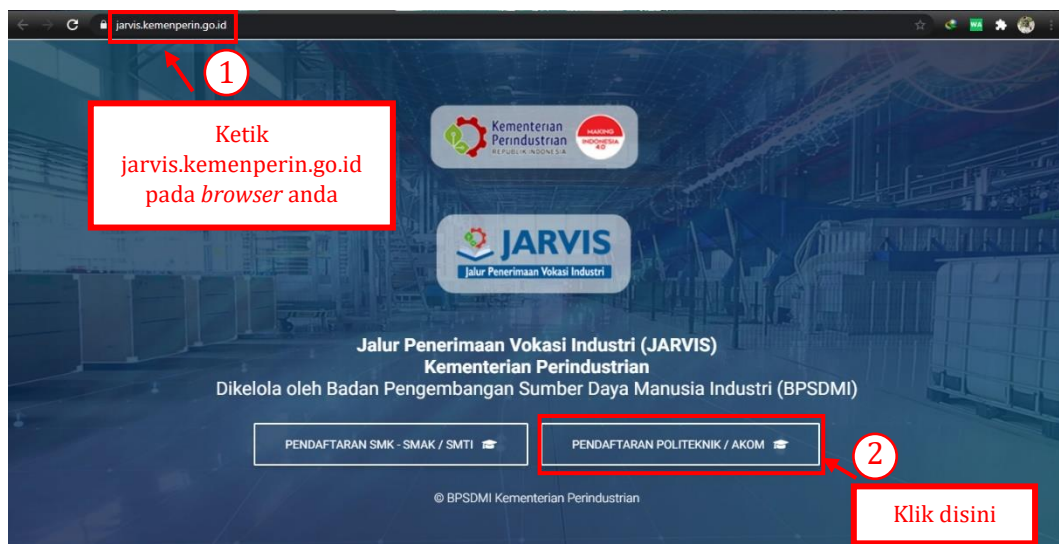 jarvis.kemenperin.go.id
WA
1
Ketik
jarvis.kemenperin.go.id
pada browser anda
Kementerian
Perindustrian
REPUBLIK INDONESIA
MAKING
INDONESIA
4.0
JARVIS
Jalur Penerimaan Vokasi Industri
Jalur Penerimaan Vokasi Industri (JARVIS)
Kementerian Perindustrian
Dikelola oleh Badan Pengembangan Sumber Daya Manusia Industri (BPSDMI)
PENDAFTARAN SMK - SMAK / SMTI
PENDAFTARAN POLITEKNIK / AKOM
2
© BPSDMI Kementerian Perindustrian
Klik disini